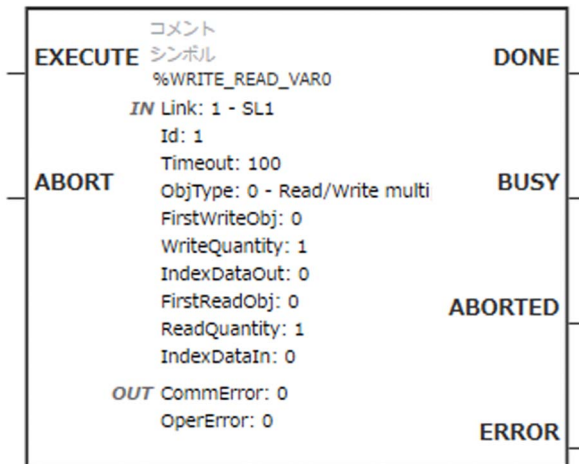 コメント
EXECUTE シンボル DONE
%WRITE_READ_VAR0
IN Link: 1 - SL1
Id: 1
Timeout: 100
ABORT BUSY
ObjType: 0 - Read/Write multi
FirstWriteObj: 0
WriteQuantity: 1
IndexDataOut: 0
FirstReadObj: 0 ABORTED
ReadQuantity: 1
IndexDataIn: 0
OUT CommError: 0
OperError: 0
ERROR